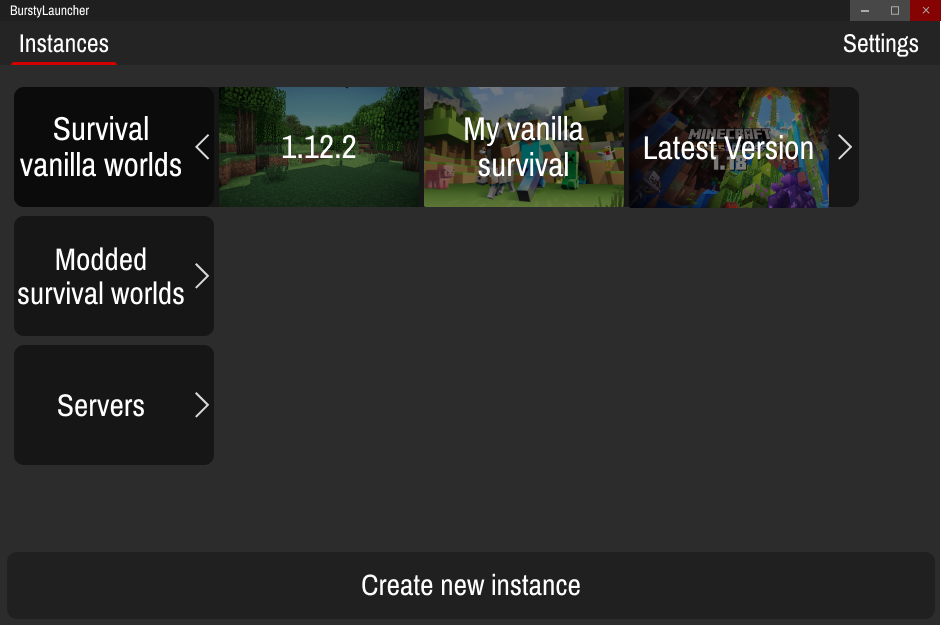 BurstyLauncher
Instances
Settings
Survival
vanilla worlds
1.12.2
My vanilla
survival
MINECRAFT
1.18
Latest Version
Modded
survival worlds
Servers
Create new instance